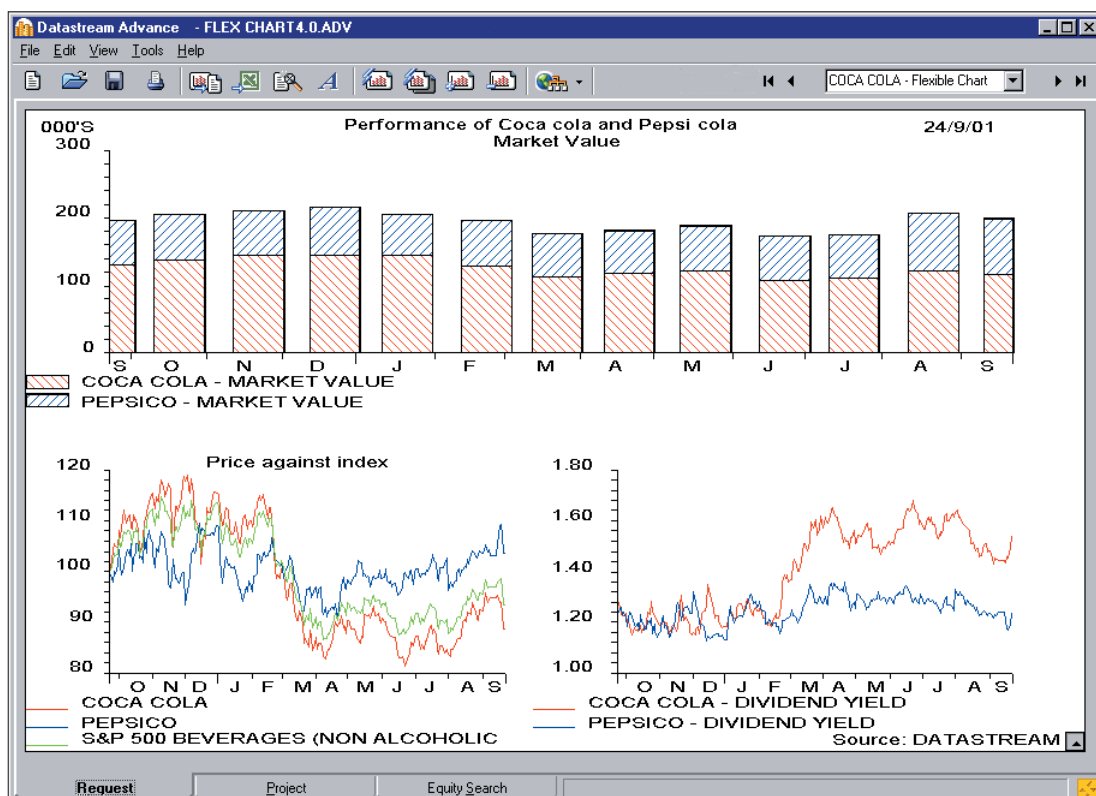 Datastream Advance - FLEX CHART4.0.ADV
File Edit View Tools Help
COCA COLA - Flexible Chart
000'S
Performance of Coca cola and Pepsi cola
24/9/01
Market Value
300
200
100
0
S O N D J F M A M J J A S
COCA COLA - MARKET VALUE
PEPSICO - MARKET VALUE
Price against index
120
110
100
90
80
O N D J F M A M J J A S
COCA COLA
PEPSICO
S&P 500 BEVERAGES (NON ALCOHOLIC
1.80
1.60
1.40
1.20
1.00
O N D J F M A M J J A S
COCA COLA - DIVIDEND YIELD
PEPSICO - DIVIDEND YIELD
Source: DATASTREAM
Request Project Equity Search